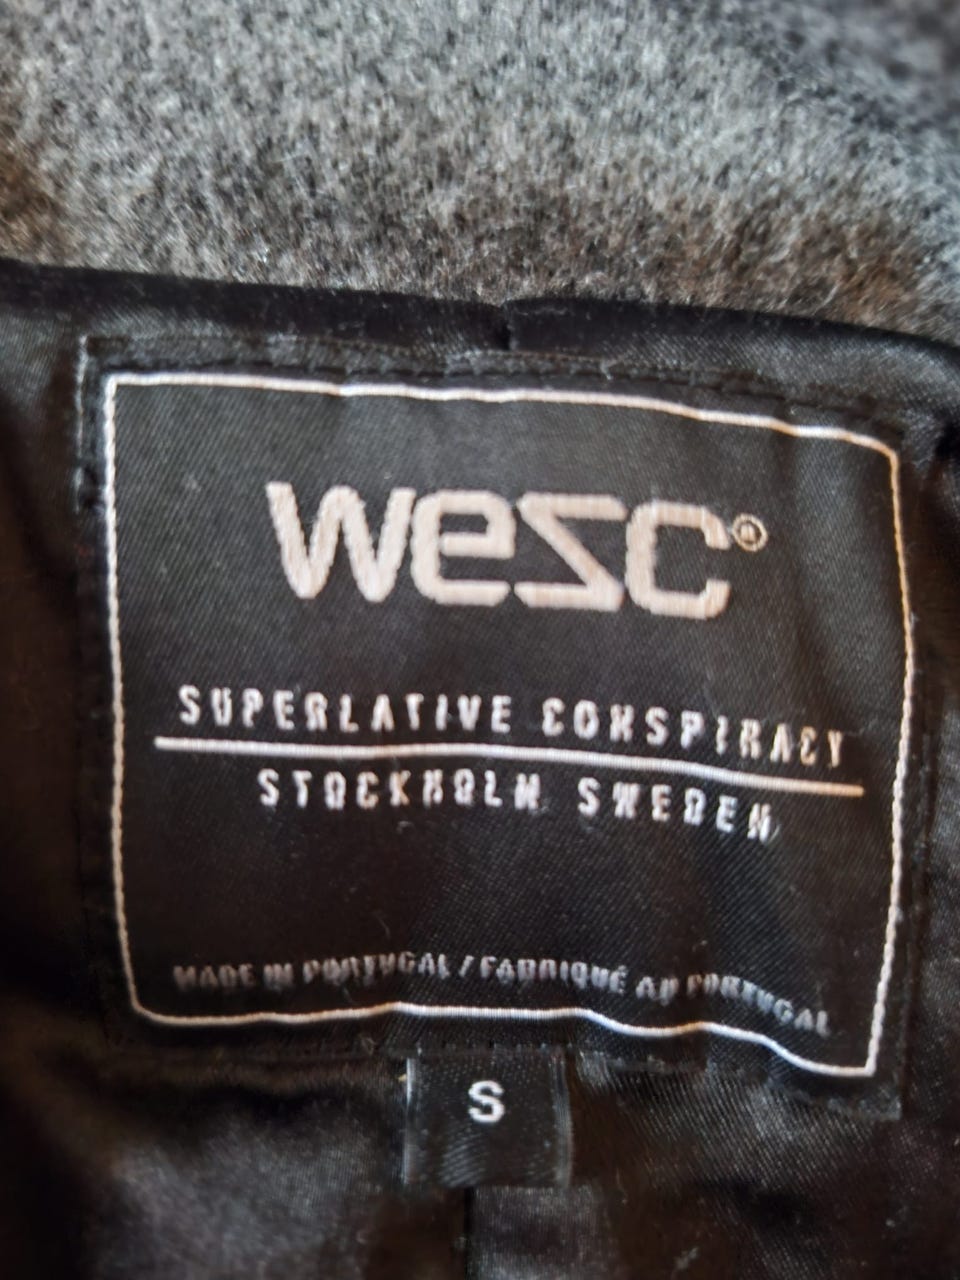 wesc®
SUPERLATIVE CONSPIRACY
STOCKHOLM SWEDEN
MADE IN PORTUGAL / FABRIQUÉ AU PORTUGAL
S